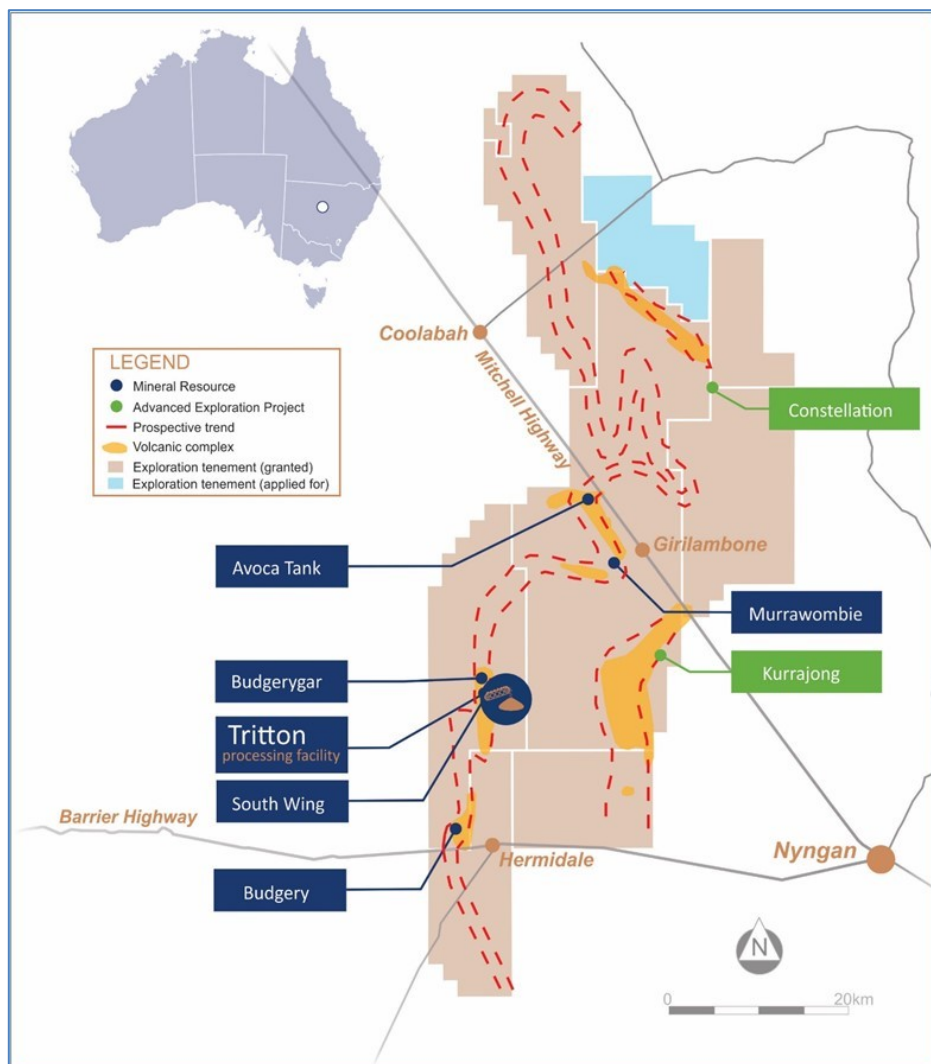 Coolabah
Mitchell Highway
LEGEND
Mineral Resource
Advanced Exploration Project
Prospective trend
Volcanic complex
Exploration tenement (granted)
Exploration tenement (applied for)
Constellation
Avoca Tank
Girilambone
Murrawombie
Kurrajong
Budgerygar
Tritton
processing facility
South Wing
Barrier Highway
Hermidale
Nyngan
Budgery
N
0 20km